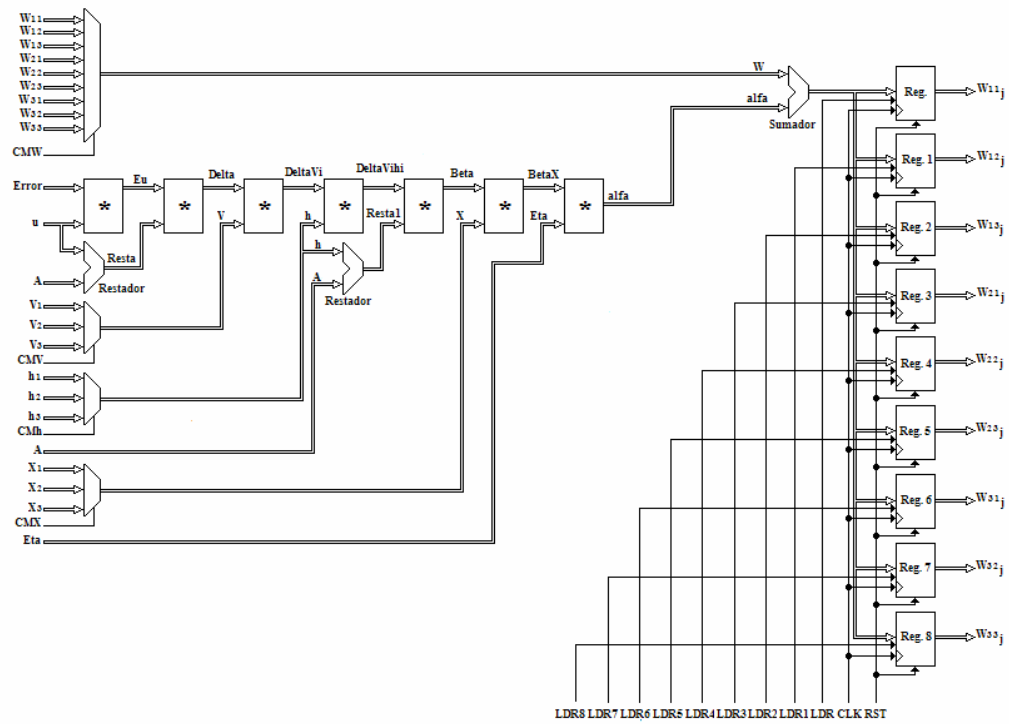 W11
W12
W13
W21
W22
W23
W31
W32
W33
CMW
W
alfa
Sumador
Error
Eu
Delta
DeltaVi
DeltaVihi
Beta
BetaX
* * * * * * *
alfa
u
V
h
Resta1
X
Eta
Resta
h
A
Restador
A
Restador
V1
V2
V3
CMV
h1
h2
h3
CMh
A
X1
X2
X3
CMX
Eta
Reg. W11j
Reg. 1 W12j
Reg. 2 W13j
Reg. 3 W21j
Reg. 4 W22j
Reg. 5 W23j
Reg. 6 W31j
Reg. 7 W32j
Reg. 8 W33j
LDR8 LDR7 LDR6 LDR5 LDR4 LDR3 LDR2 LDR1 LDR CLK RST